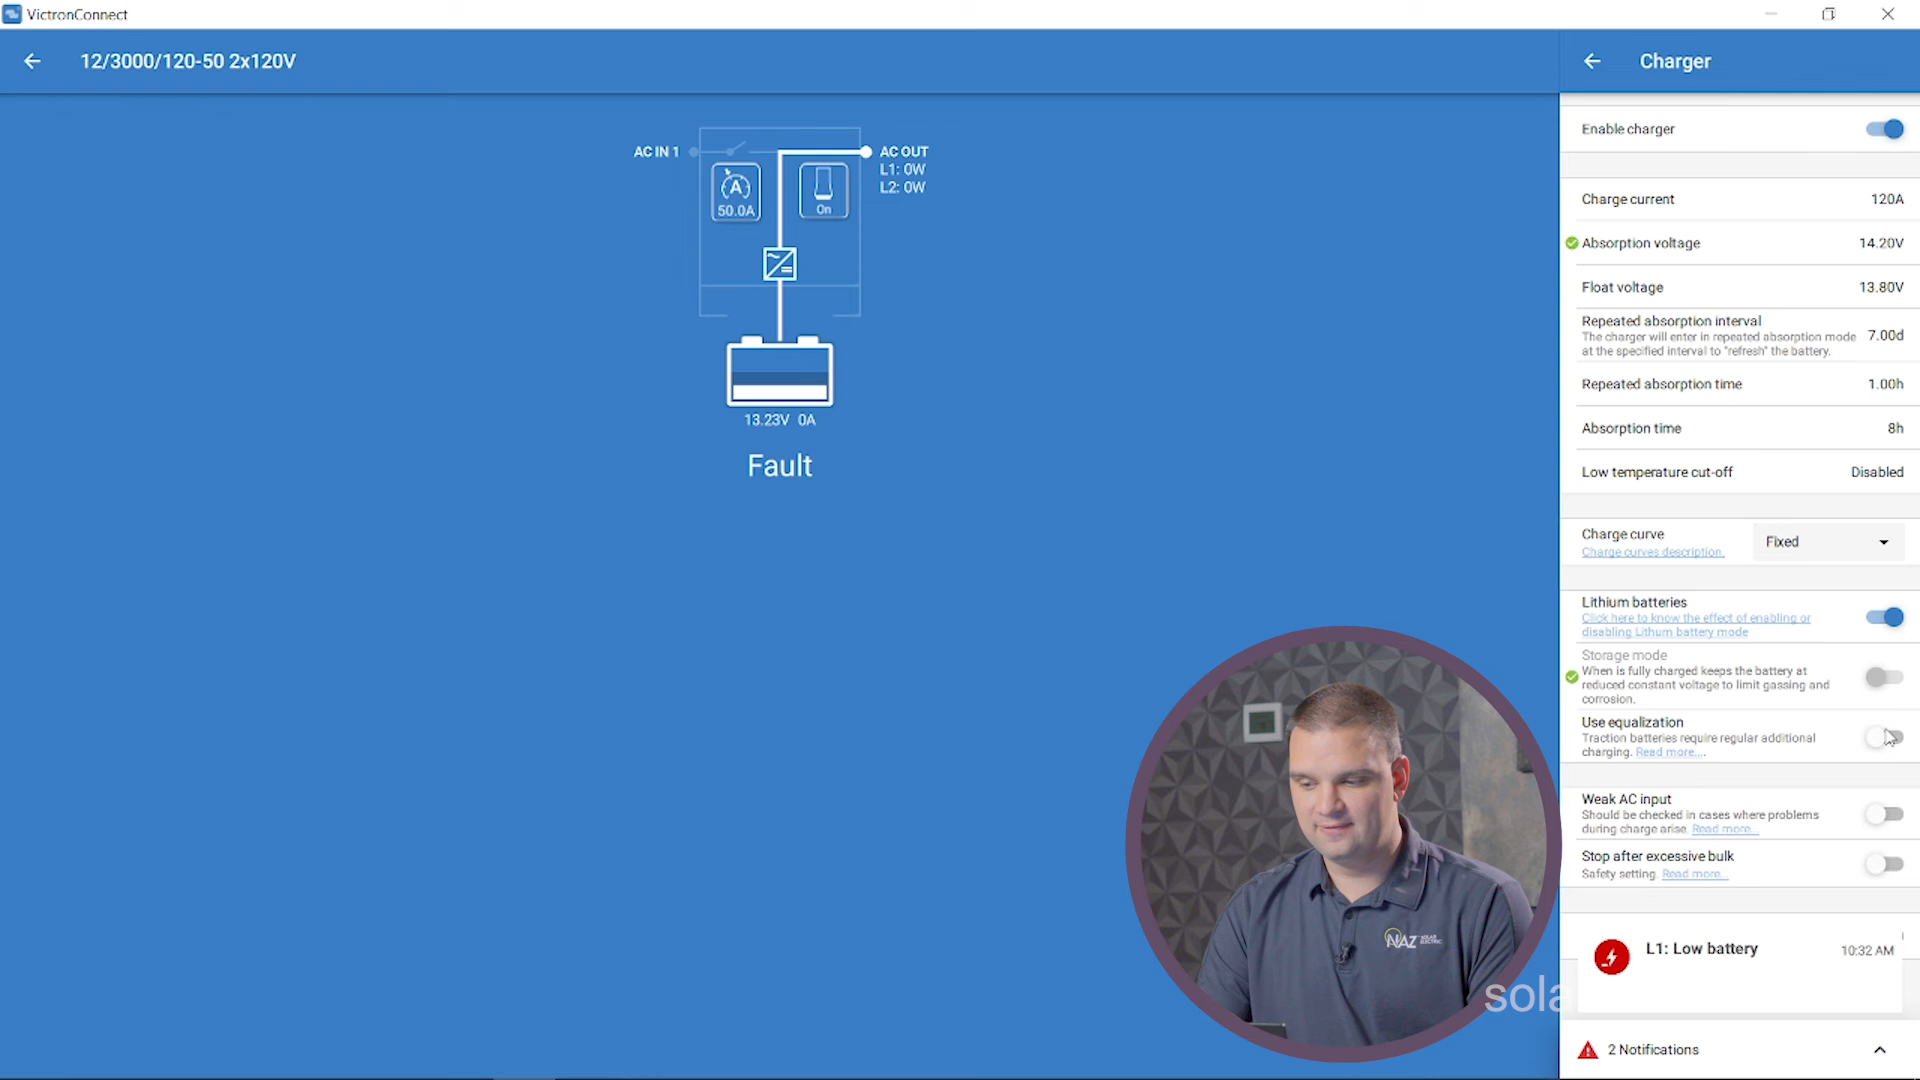 VictronConnect
12/3000/120-50 2x120V
Charger
AC IN 1
AC OUT
L1: 0W
L2: 0W
50.0A
A
On
13.23V 0A
Fault
Enable charger
Charge current 120A
Absorption voltage 14.20V
Float voltage 13.80V
Repeated absorption interval
The charger will enter in repeated absorption mode
at the specified interval to "refresh" the battery.
7.00d
Repeated absorption time 1.00h
Absorption time 8h
Low temperature cut-off Disabled
Charge curve
Charge curves description.
Fixed
Lithium batteries
Click here to know the effect of enabling or
disabling Lithum battery mode
Storage mode
When is fully charged keeps the battery at
reduced constant voltage to limit gassing and
corrosion.
Use equalization
Traction batteries require regular additional
charging. Read more....
Weak AC input
Should be checked in cases where problems
during charge arise. Read more...
Stop after excessive bulk
Safety setting. Read more...
L1: Low battery 10:32 AM
2 Notifications
NAZ SOLAR
ELECTRIC
sola